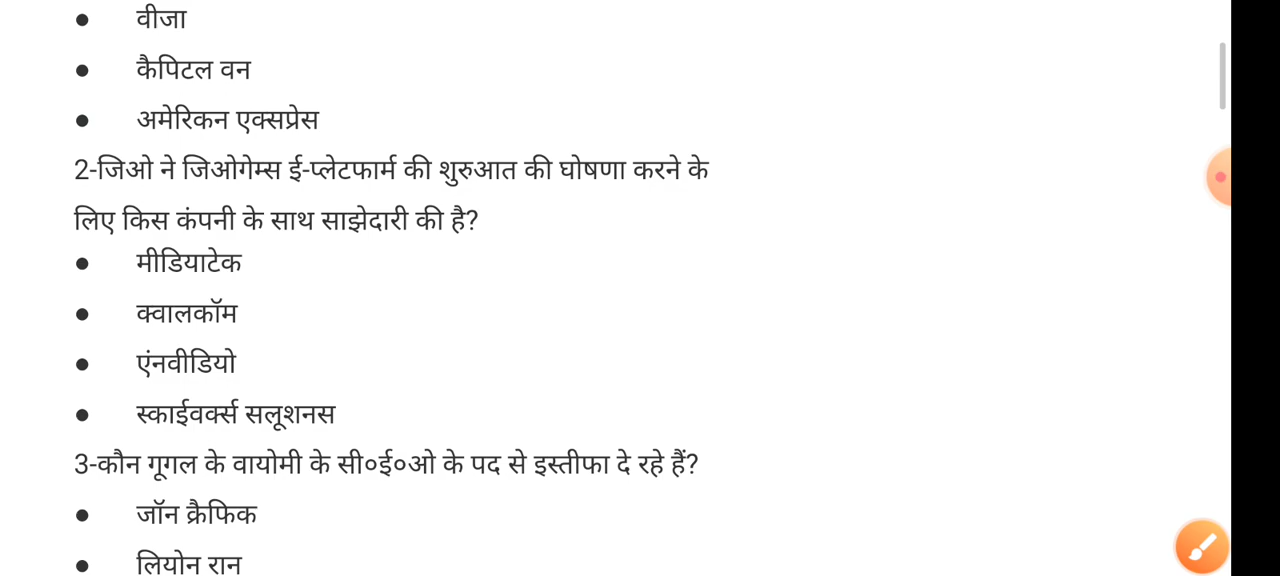 ● वीजा
● कैपिटल वन
● अमेरिकन एक्सप्रेस
2-जिओ ने जिओगेम्स ई-प्लेटफार्म की शुरुआत की घोषणा करने के
लिए किस कंपनी के साथ साझेदारी की है?
● मीडियाटेक
● क्वालकॉम
● एंनवीडियो
● स्काईवर्क्स सलूशनस
3-कौन गूगल के वायोमी के सी०ई०ओ के पद से इस्तीफा दे रहे हैं?
● जॉन क्रैफिक
● लियोन रान